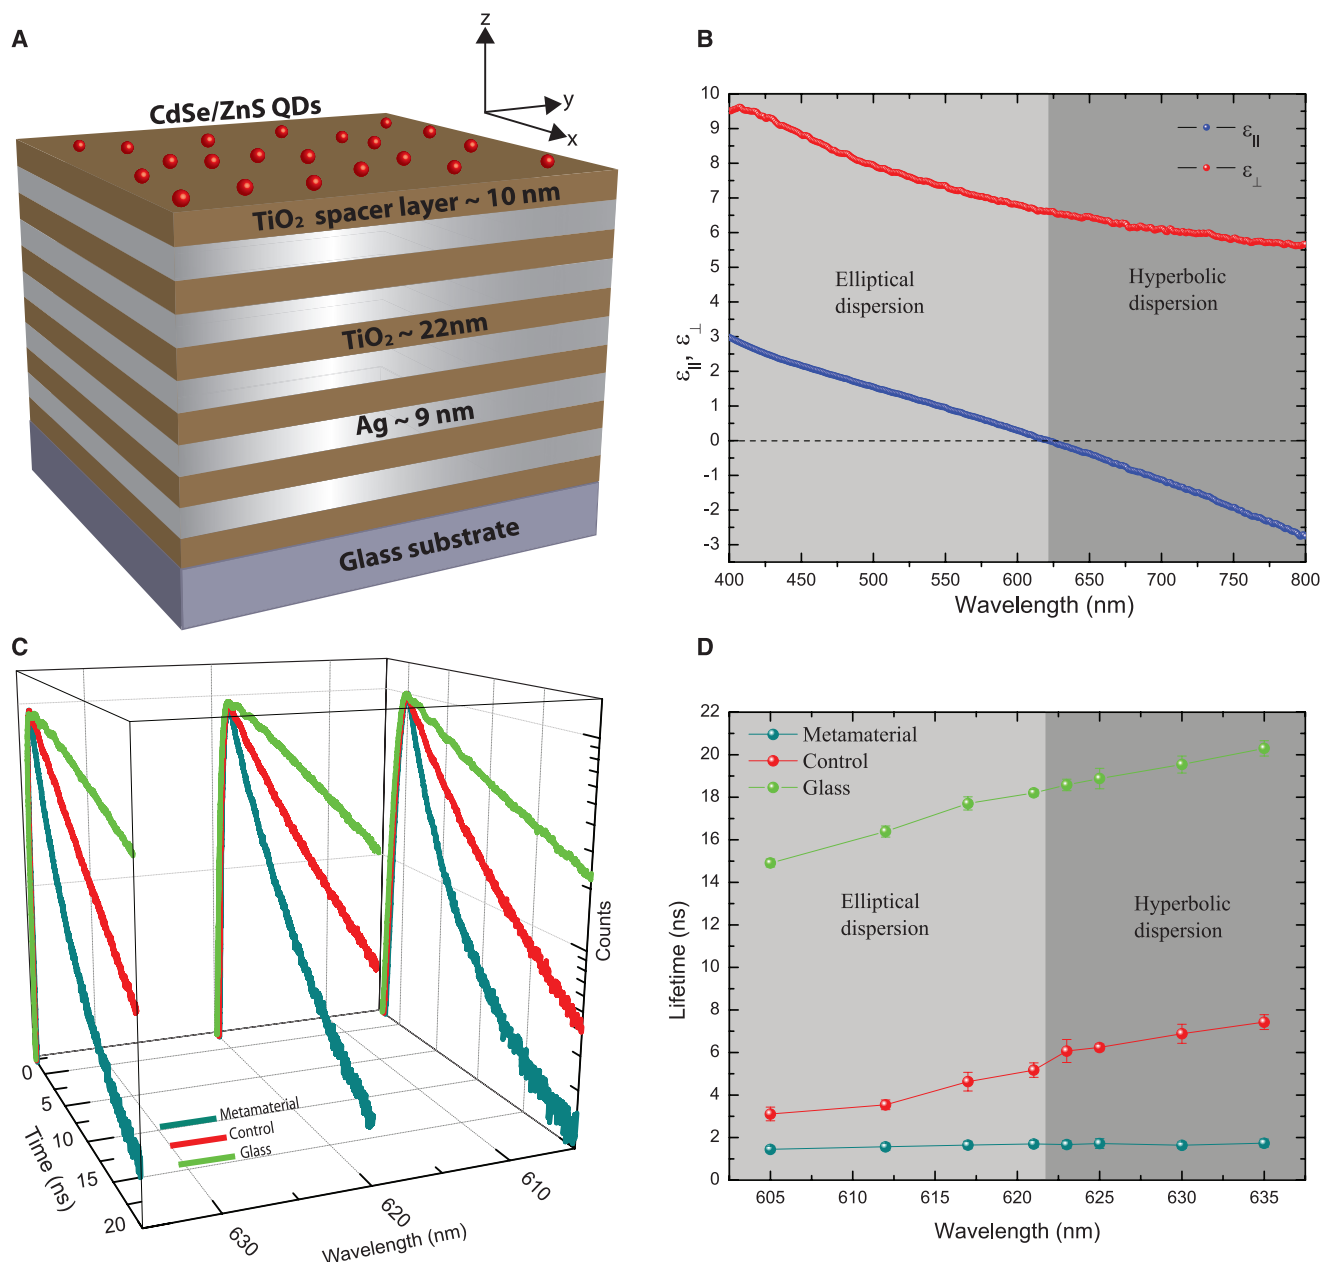 A
z
y
x
CdSe/ZnS QDs
TiO₂ spacer layer ~ 10 nm
TiO₂ ~ 22nm
Ag ~ 9 nm
Glass substrate
B
10
9
8
7
6
5
4
3
2
1
0
-1
-2
-3
ε||, ε⊥
ε||
ε⊥
Elliptical
dispersion
Hyperbolic
dispersion
400 450 500 550 600 650 700 750 800
Wavelength (nm)
C
Counts
0
5
10
15
20
Time (ns)
Metamaterial
Control
Glass
630
620
610
Wavelength (nm)
D
22
20
18
16
14
12
10
8
6
4
2
0
Lifetime (ns)
Metamaterial
Control
Glass
Elliptical
dispersion
Hyperbolic
dispersion
605 610 615 620 625 630 635
Wavelength (nm)